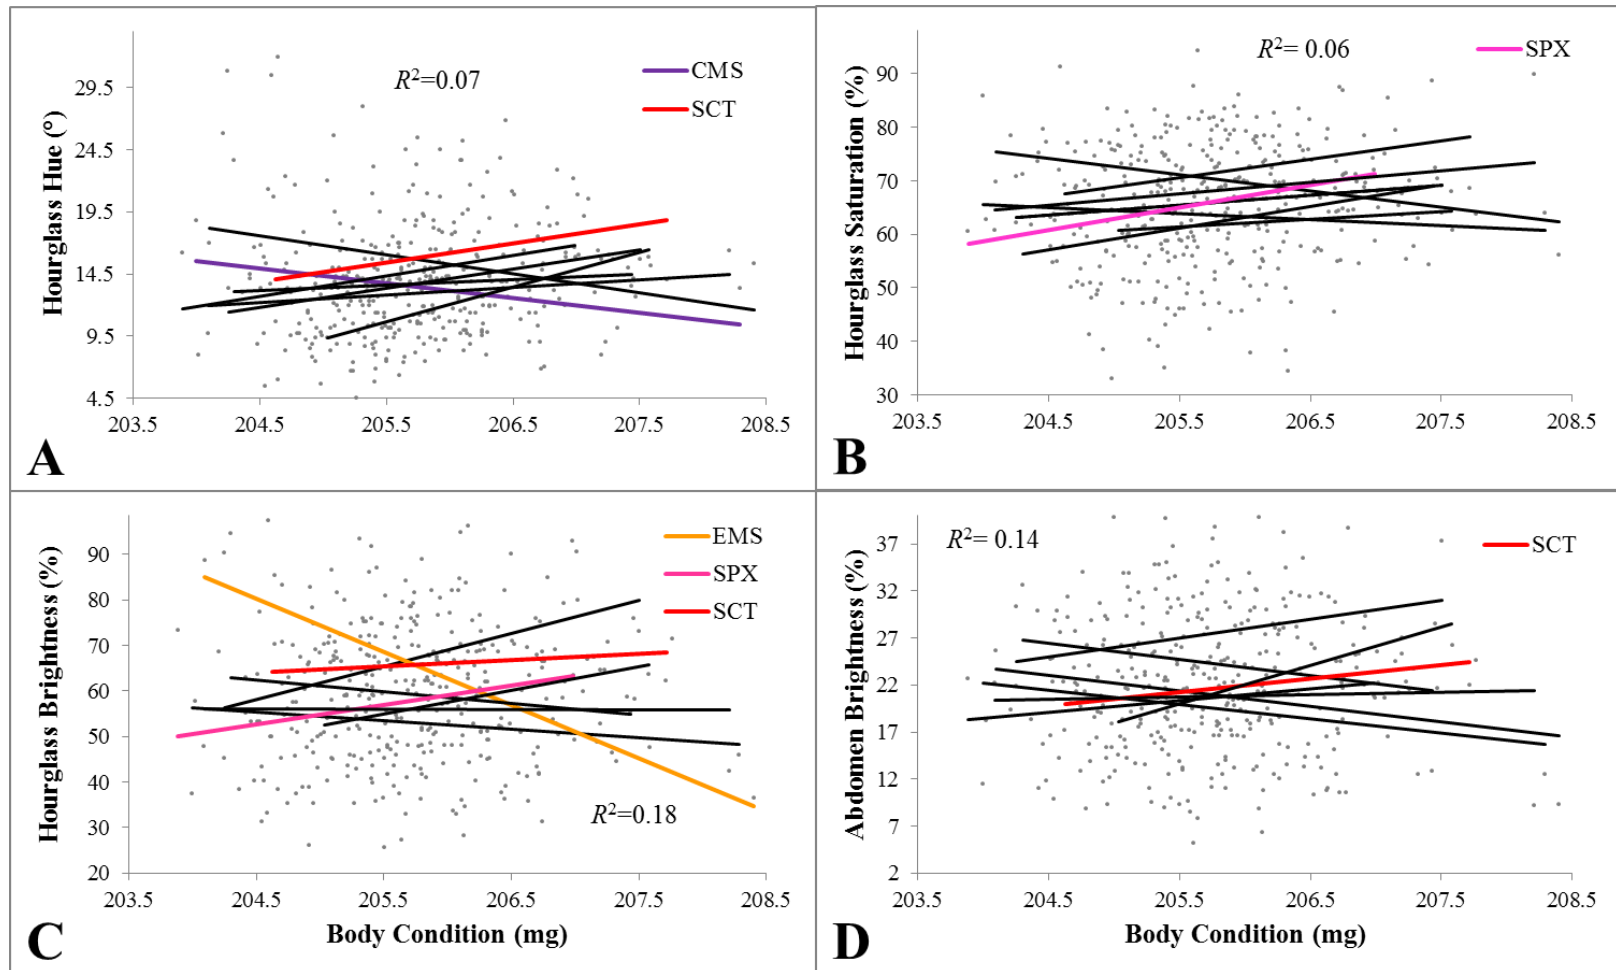 R²=0.07
CMS
SCT
Hourglass Hue (°)
29.5
24.5
19.5
14.5
9.5
4.5
203.5 204.5 205.5 206.5 207.5 208.5
A
R²= 0.06
SPX
Hourglass Saturation (%)
90
80
70
60
50
40
30
203.5 204.5 205.5 206.5 207.5 208.5
B
EMS
SPX
SCT
Hourglass Brightness (%)
90
80
70
60
50
40
30
20
R²=0.18
203.5 204.5 205.5 206.5 207.5 208.5
Body Condition (mg)
C
R²= 0.14
SCT
Abdomen Brightness (%)
37
32
27
22
17
12
7
2
203.5 204.5 205.5 206.5 207.5 208.5
Body Condition (mg)
D